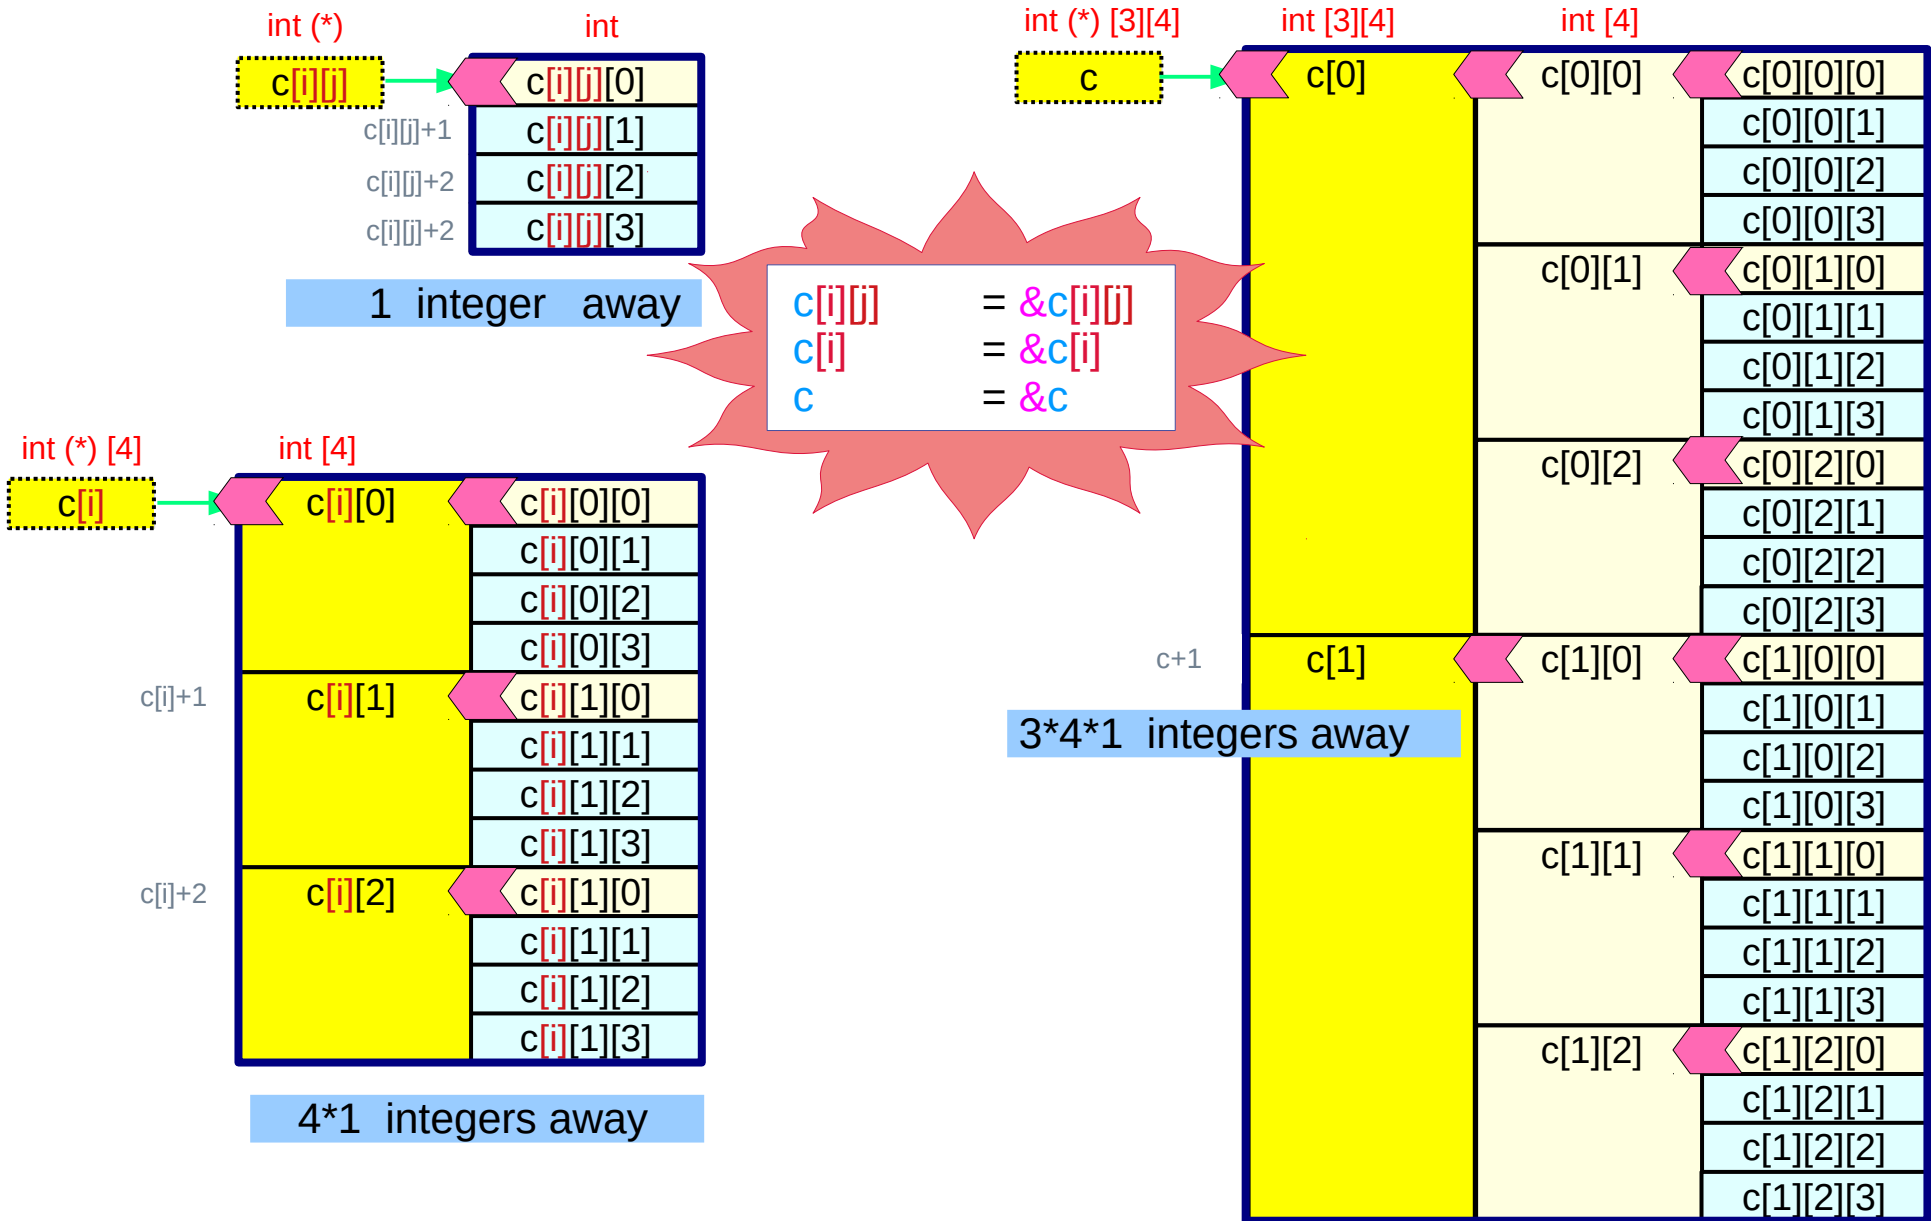 int (*)
int
c[i][j]
c[i][j][0]
c[i][j]+1
c[i][j][1]
c[i][j]+2
c[i][j][2]
c[i][j]+2
c[i][j][3]
1 integer away
c[i][j] = &c[i][j]
c[i] = &c[i]
c = &c
int (*) [4]
int [4]
c[i]
c[i][0]
c[i][0][0]
c[i][0][1]
c[i][0][2]
c[i][0][3]
c[i]+1
c[i][1]
c[i][1][0]
c[i][1][1]
c[i][1][2]
c[i][1][3]
c[i]+2
c[i][2]
c[i][1][0]
c[i][1][1]
c[i][1][2]
c[i][1][3]
4*1 integers away
int (*) [3][4]
int [3][4]
int [4]
c
c[0]
c[0][0]
c[0][0][0]
c[0][0][1]
c[0][0][2]
c[0][0][3]
c[0][1]
c[0][1][0]
c[0][1][1]
c[0][1][2]
c[0][1][3]
c[0][2]
c[0][2][0]
c[0][2][1]
c[0][2][2]
c[0][2][3]
c+1
c[1]
c[1][0]
c[1][0][0]
c[1][0][1]
3*4*1 integers away
c[1][0][2]
c[1][0][3]
c[1][1]
c[1][1][0]
c[1][1][1]
c[1][1][2]
c[1][1][3]
c[1][2]
c[1][2][0]
c[1][2][1]
c[1][2][2]
c[1][2][3]